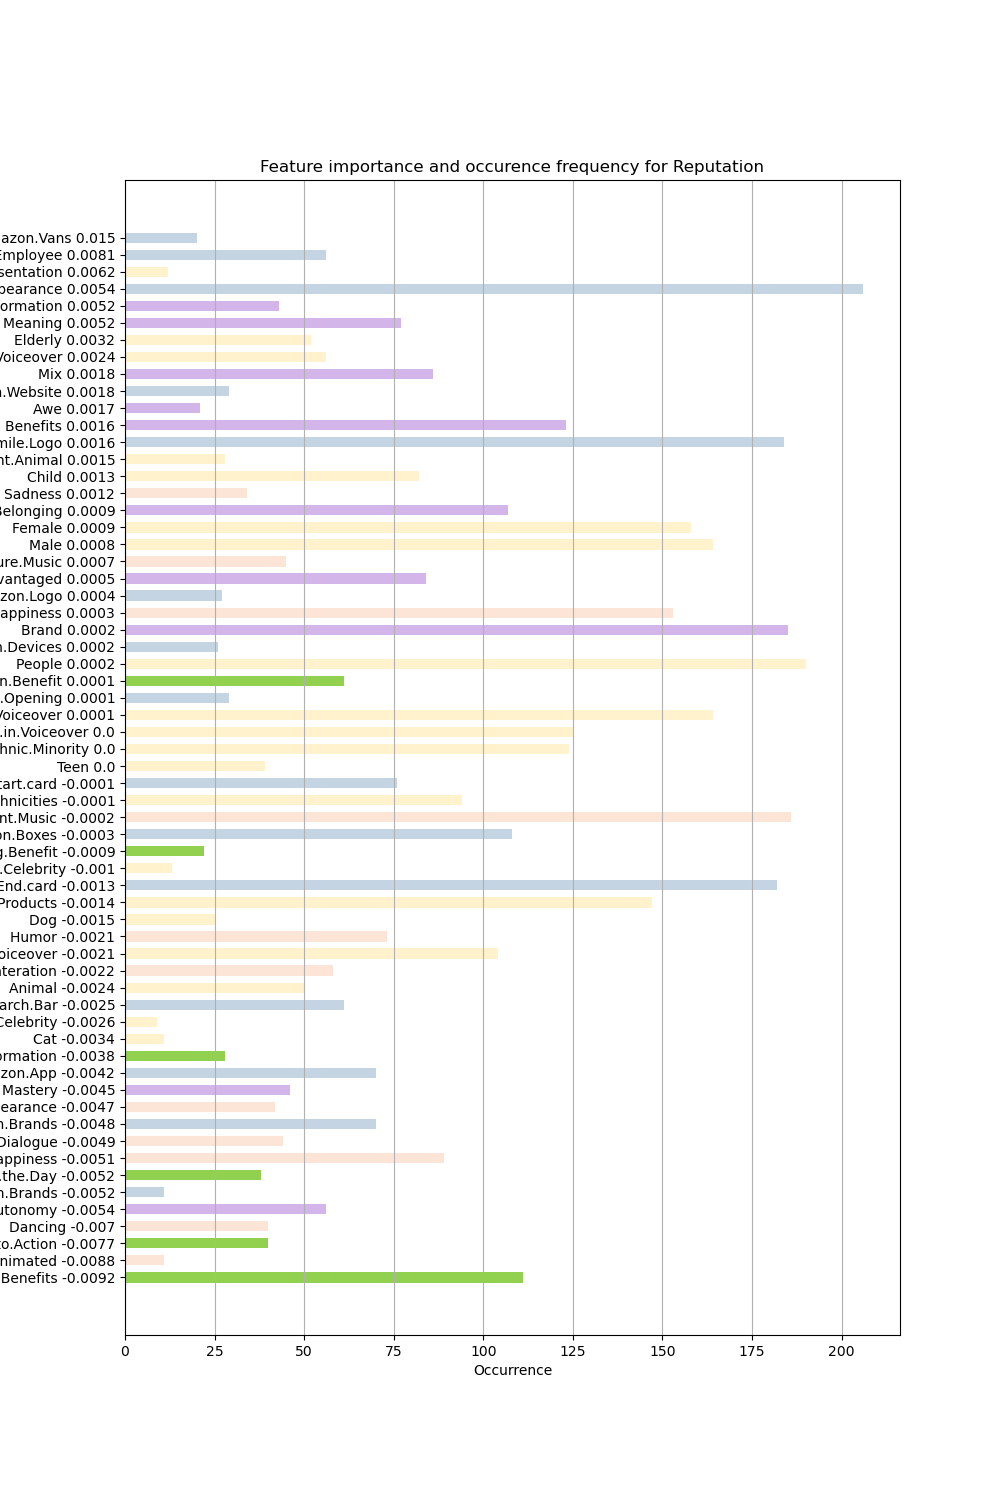 Feature importance and occurence frequency for Reputation
azon.Vans 0.015
Employee 0.0081
sentation 0.0062
pearance 0.0054
ormation 0.0052
Meaning 0.0052
Elderly 0.0032
Voiceover 0.0024
Mix 0.0018
n.Website 0.0018
Awe 0.0017
Benefits 0.0016
mile.Logo 0.0016
nt.Animal 0.0015
Child 0.0013
Sadness 0.0012
Belonging 0.0009
Female 0.0009
Male 0.0008
ure.Music 0.0007
vantaged 0.0005
zon.Logo 0.0004
appiness 0.0003
Brand 0.0002
n.Devices 0.0002
People 0.0002
n.Benefit 0.0001
.Opening 0.0001
Voiceover 0.0001
.in.Voiceover 0.0
hnic.Minority 0.0
Teen 0.0
tart.card -0.0001
hnicities -0.0001
nt.Music -0.0002
on.Boxes -0.0003
g.Benefit -0.0009
.Celebrity -0.001
End.card -0.0013
Products -0.0014
Dog -0.0015
Humor -0.0021
oiceover -0.0021
nteration -0.0022
Animal -0.0024
arch.Bar -0.0025
Celebrity -0.0026
Cat -0.0034
ormation -0.0038
zon.App -0.0042
Mastery -0.0045
earance -0.0047
n.Brands -0.0048
Dialogue -0.0049
appiness -0.0051
.the.Day -0.0052
n.Brands -0.0052
utonomy -0.0054
Dancing -0.007
to.Action -0.0077
nimated -0.0088
Benefits -0.0092
0 25 50 75 100 125 150 175 200
Occurrence